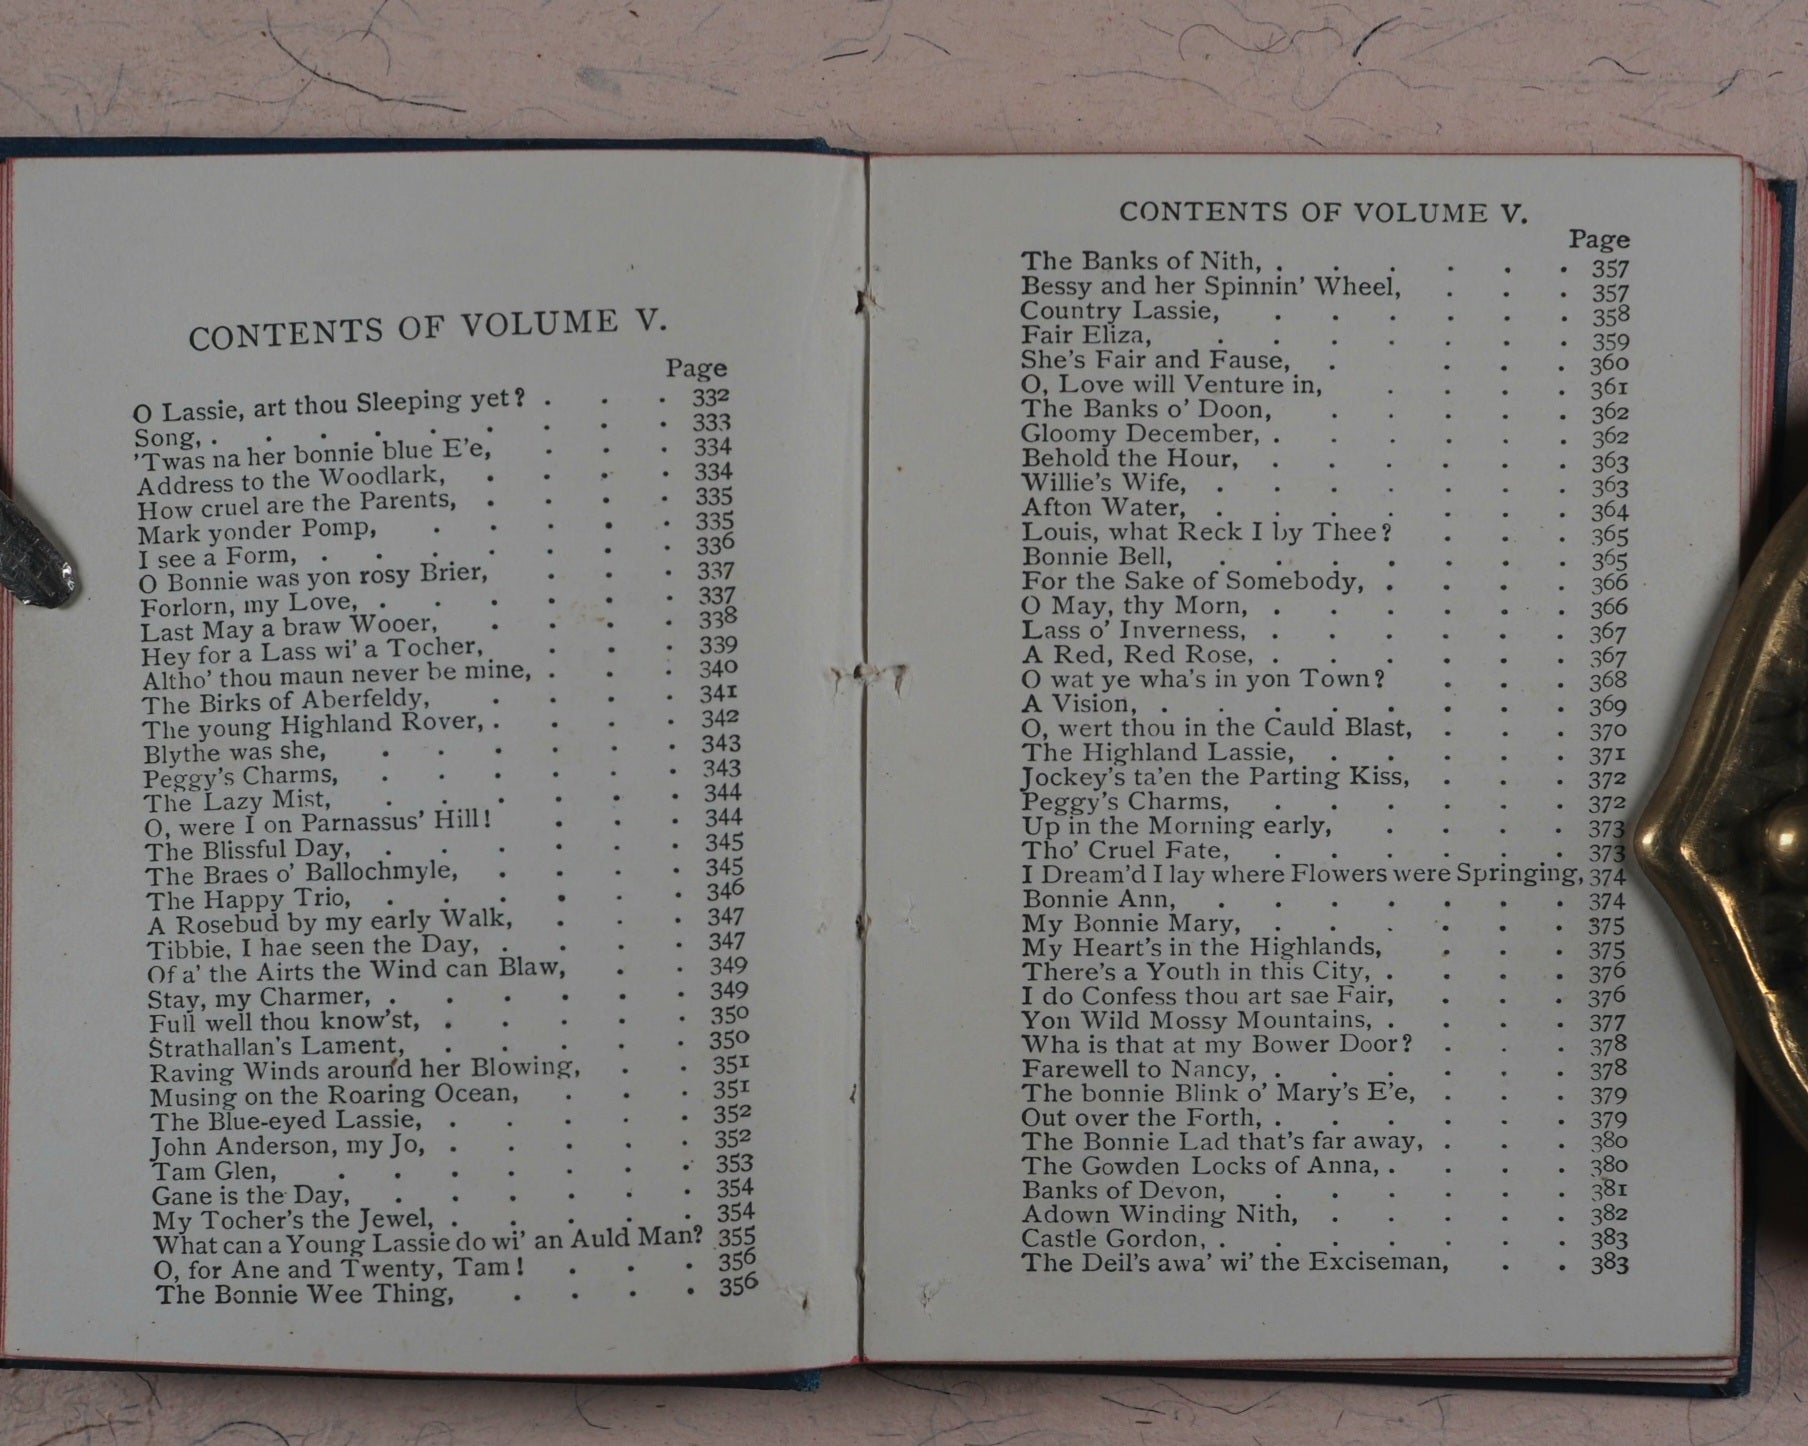 CONTENTS OF VOLUME V.
Page
O Lassie, art thou Sleeping yet? . . . 332
Song, . . . . . . . . . 333
'Twas na her bonnie blue E'e, . . . 334
Address to the Woodlark, . . . . 334
How cruel are the Parents, . . . . 335
Mark yonder Pomp, . . . . . 335
I see a Form, . . . . . . . 336
O Bonnie was yon rosy Brier, . . . 337
Forlorn, my Love, . . . . . . 337
Last May a braw Wooer, . . . . 338
Hey for a Lass wi' a Tocher, . . . 339
Altho' thou maun never be mine, . . . 340
The Birks of Aberfeldy, . . . . 341
The young Highland Rover, . . . . 342
Blythe was she, . . . . . . 343
Peggy's Charms, . . . . . . 343
The Lazy Mist, . . . . . . 344
O, were I on Parnassus' Hill! . . . 344
The Blissful Day, . . . . . . 345
The Braes o' Ballochmyle, . . . . 345
The Happy Trio, . . . . . . 346
A Rosebud by my early Walk, . . . 347
Tibbie, I hae seen the Day, . . . . 347
Of a' the Airts the Wind can Blaw, . . 349
Stay, my Charmer, . . . . . . 349
Full well thou know'st, . . . . . 350
Strathallan's Lament, . . . . . 350
Raving Winds around her Blowing, . . 351
Musing on the Roaring Ocean, . . . 351
The Blue-eyed Lassie, . . . . . 352
John Anderson, my Jo, . . . . . 352
Tam Glen, . . . . . . . 353
Gane is the Day, . . . . . . 354
My Tocher's the Jewel, . . . . . 354
What can a Young Lassie do wi' an Auld Man? 355
O, for Ane and Twenty, Tam! . . . 356
The Bonnie Wee Thing, . . . . 356
CONTENTS OF VOLUME V.
Page
The Banks of Nith, . . . . . . 357
Bessy and her Spinnin' Wheel, . . . 357
Country Lassie, . . . . . . 358
Fair Eliza, . . . . . . . 359
She's Fair and Fause, . . . . 360
O, Love will Venture in, . . . . 361
The Banks o' Doon, . . . . . 362
Gloomy December, . . . . . . 362
Behold the Hour, . . . . . . 363
Willie's Wife, . . . . . . . 363
Afton Water, . . . . . . . 364
Louis, what Reck I by Thee? . . . 365
Bonnie Bell, . . . . . . . 365
For the Sake of Somebody, . . . . 366
O May, thy Morn, . . . . . . 366
Lass o' Inverness, . . . . . . 367
A Red, Red Rose, . . . . . . 367
O wat ye wha's in yon Town? . . . 368
A Vision, . . . . . . . . 369
O, wert thou in the Cauld Blast, . . . 370
The Highland Lassie, . . . . . 371
Jockey's ta'en the Parting Kiss, . . . 372
Peggy's Charms, . . . . . . 372
Up in the Morning early, . . . . 373
Tho' Cruel Fate, . . . . . . 373
I Dream'd I lay where Flowers were Springing, 374
Bonnie Ann, . . . . . . . 374
My Bonnie Mary, . . . . . . 375
My Heart's in the Highlands, . . . 375
There's a Youth in this City, . . . . 376
I do Confess thou art sae Fair, . . . 376
Yon Wild Mossy Mountains, . . . . 377
Wha is that at my Bower Door? . . . 378
Farewell to Nancy, . . . . . . 378
The bonnie Blink o' Mary's E'e, . . . 379
Out over the Forth, . . . . . . 379
The Bonnie Lad that's far away, . . . 380
The Gowden Locks of Anna, . . . . 380
Banks of Devon, . . . . . . 381
Adown Winding Nith, . . . . . 382
Castle Gordon, . . . . . . . 383
The Deil's awa' wi' the Exciseman, . . 383